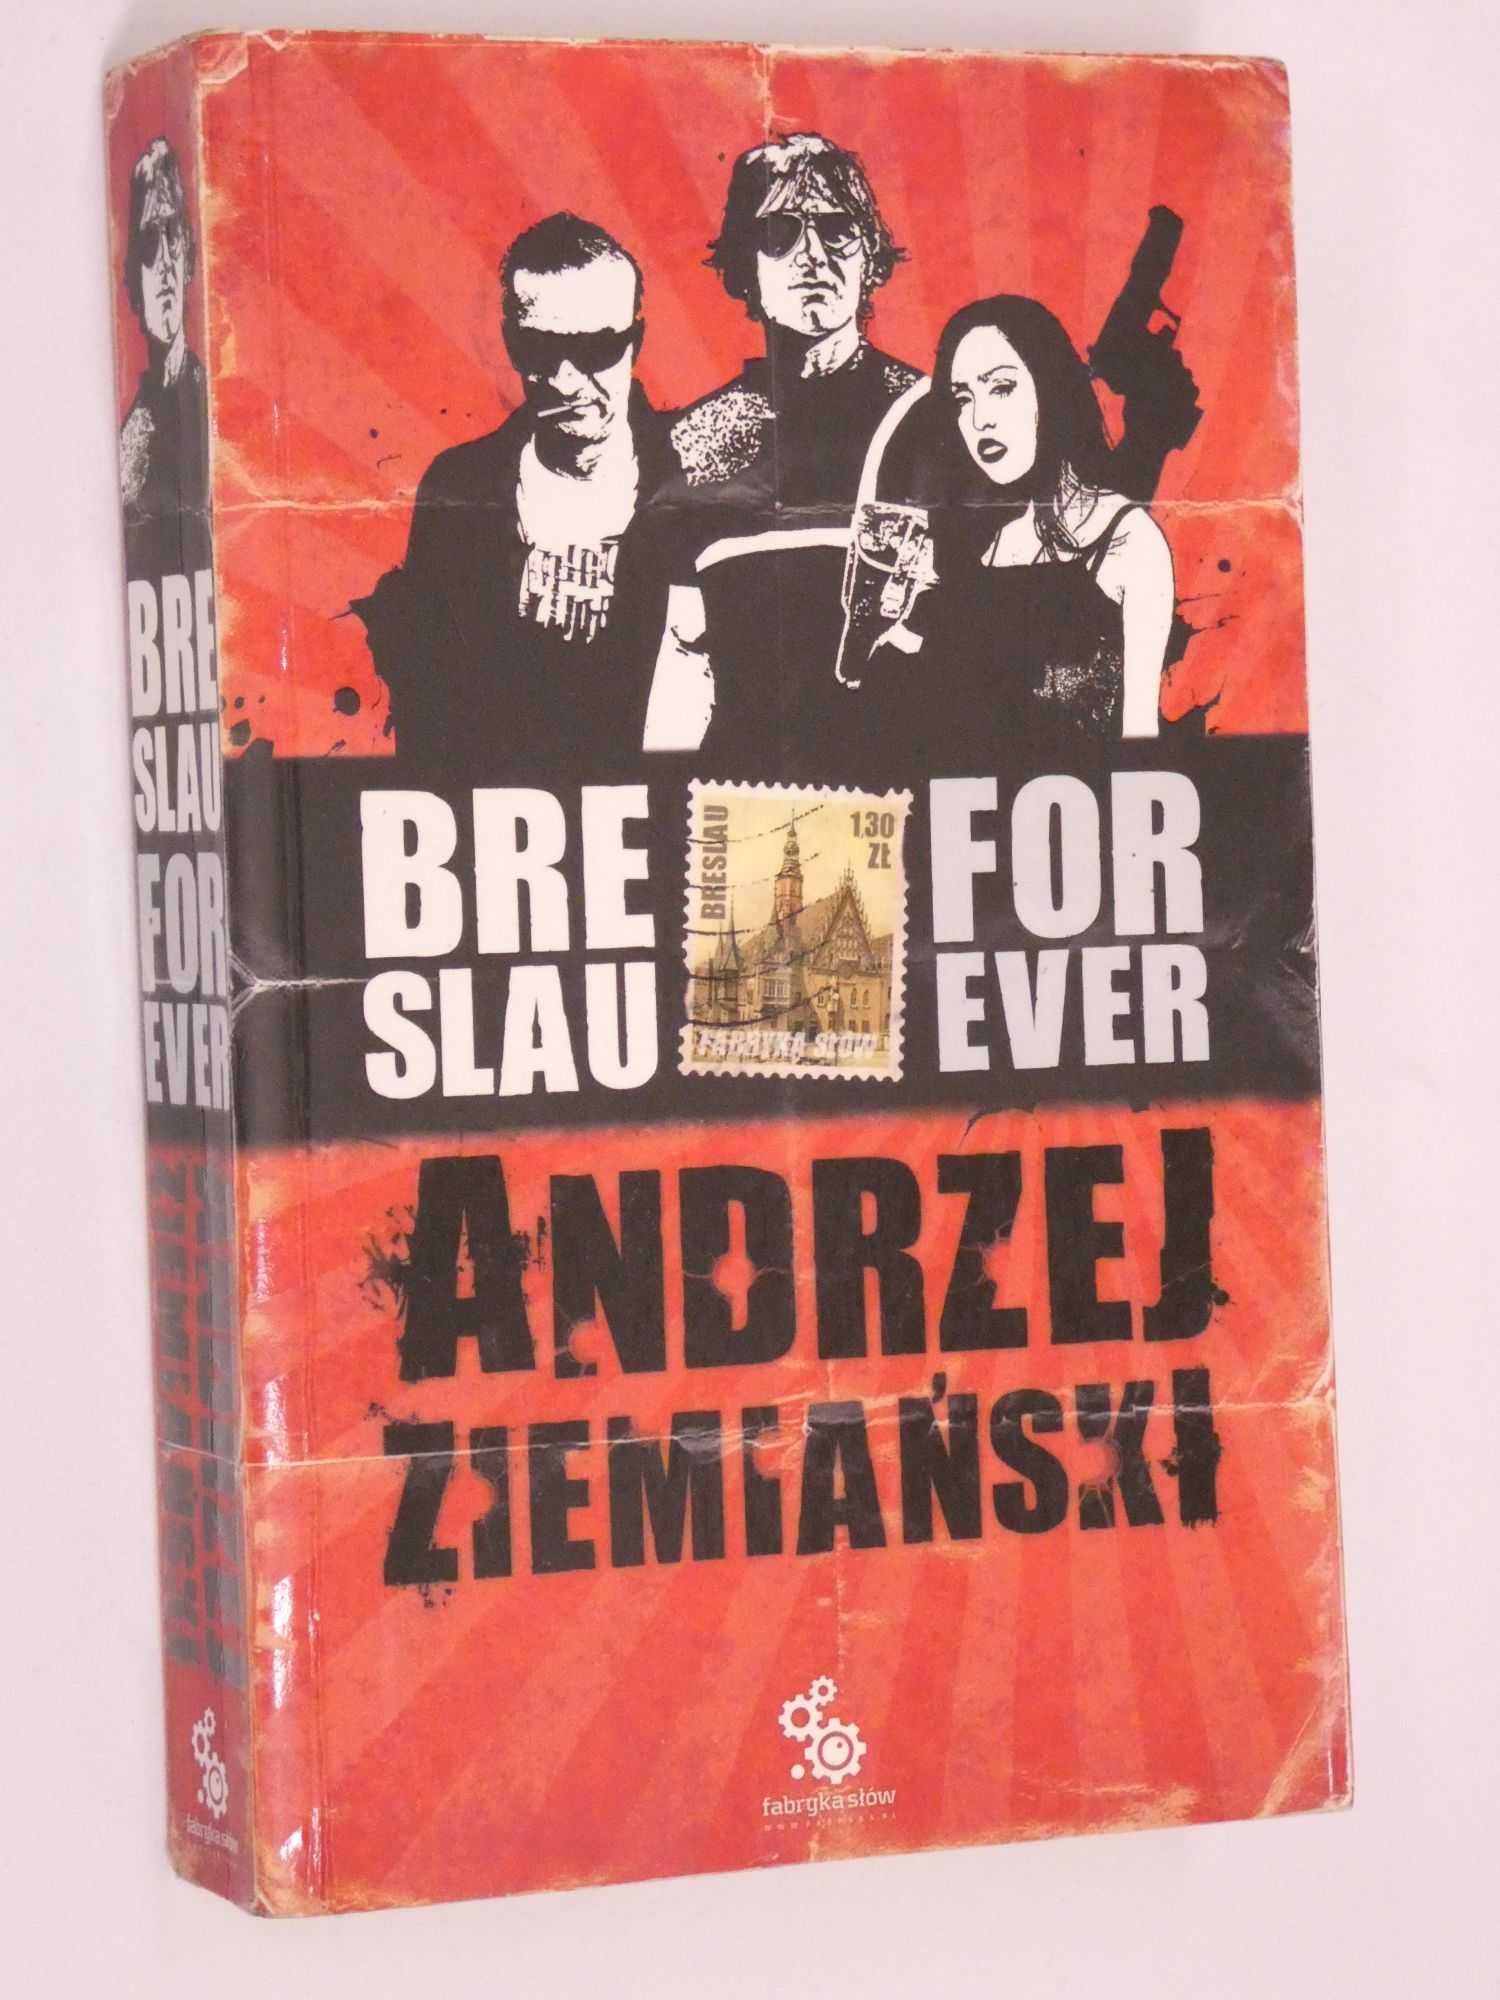 BRE
SLAU
FOR
EVER
ZIEMIAŃSKI
fabryka słów
BRE
SLAU
BRESLAU
1,30
ZŁ
FABRYKA SŁÓW
FOR
EVER
ANDRZEJ
ZIEMIAŃSKI
fabryka słów